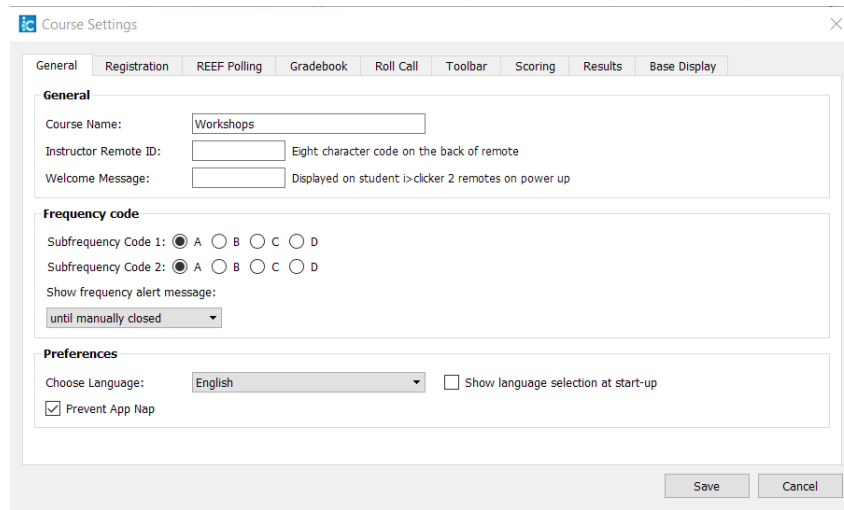 ic Course Settings
General Registration REEF Polling Gradebook Roll Call Toolbar Scoring Results Base Display
General
Course Name: Workshops
Instructor Remote ID: Eight character code on the back of remote
Welcome Message: Displayed on student i>clicker 2 remotes on power up
Frequency code
Subfrequency Code 1: A B C D
Subfrequency Code 2: A B C D
Show frequency alert message:
until manually closed
Preferences
Choose Language: English Show language selection at start-up
Prevent App Nap
Save Cancel